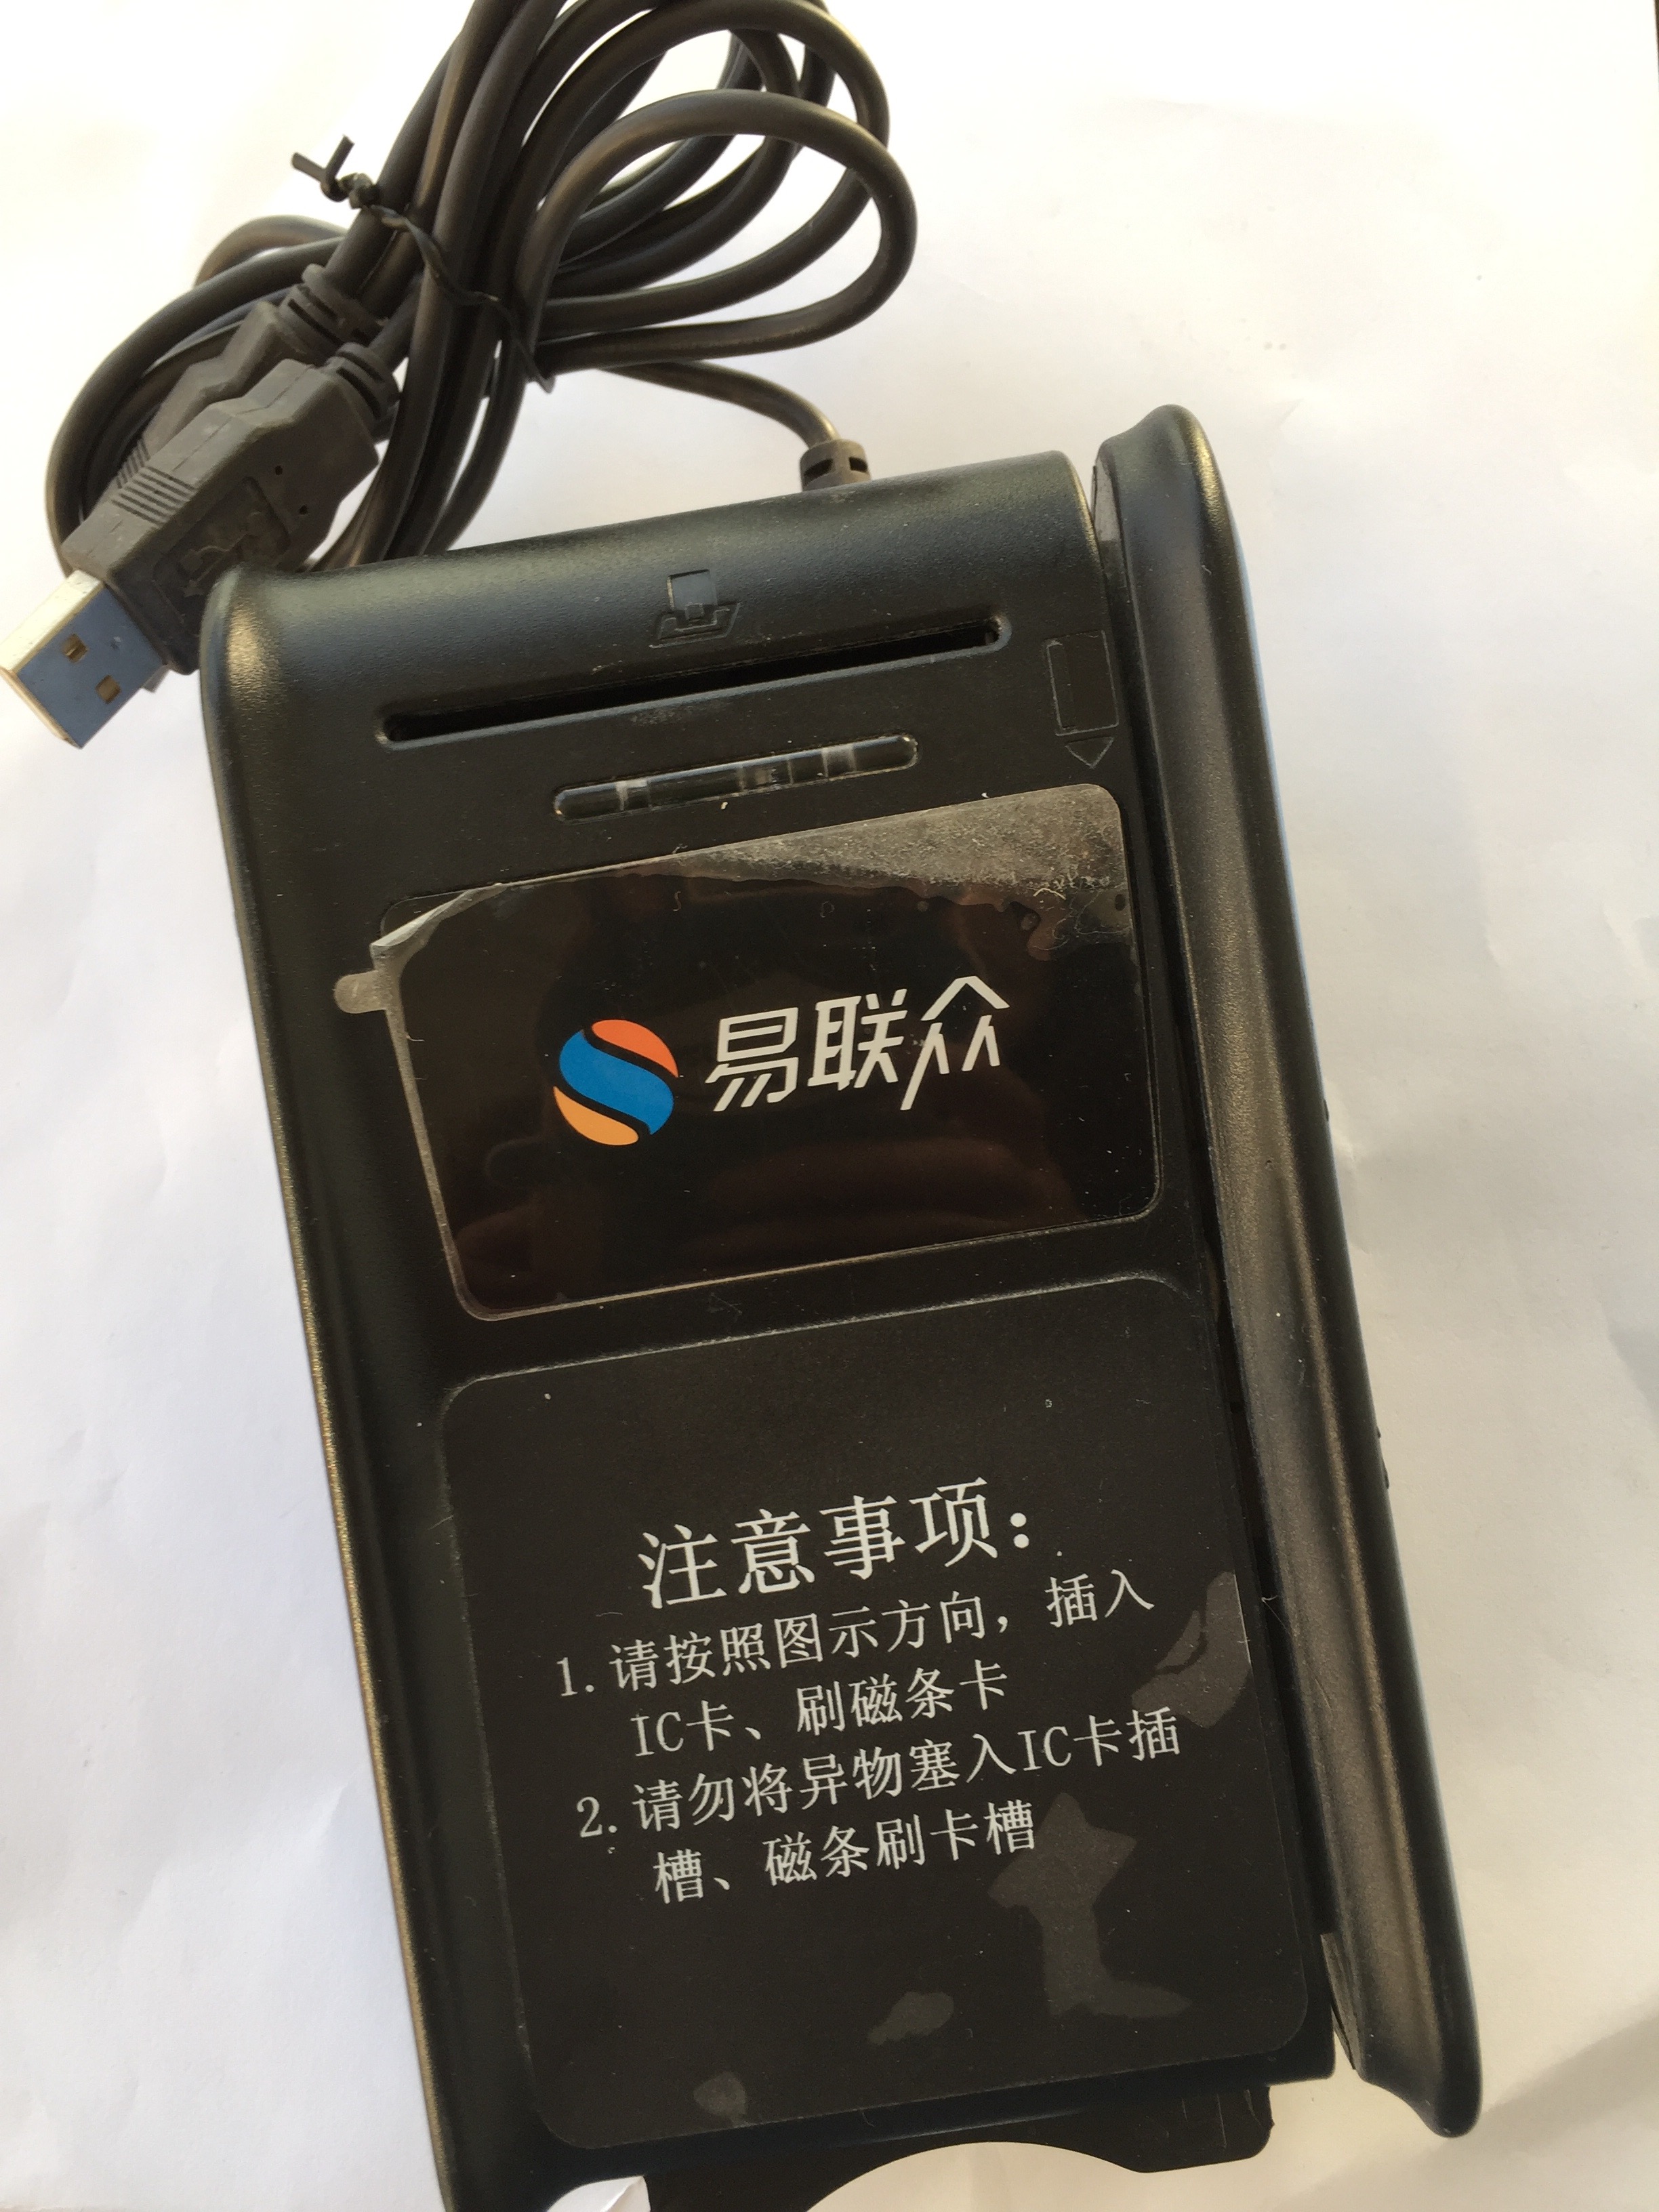 易联众
注意事项：
1. 请按照图示方向，插入
IC卡、刷磁条卡
2. 请勿将异物塞入IC卡插
槽、磁条刷卡槽